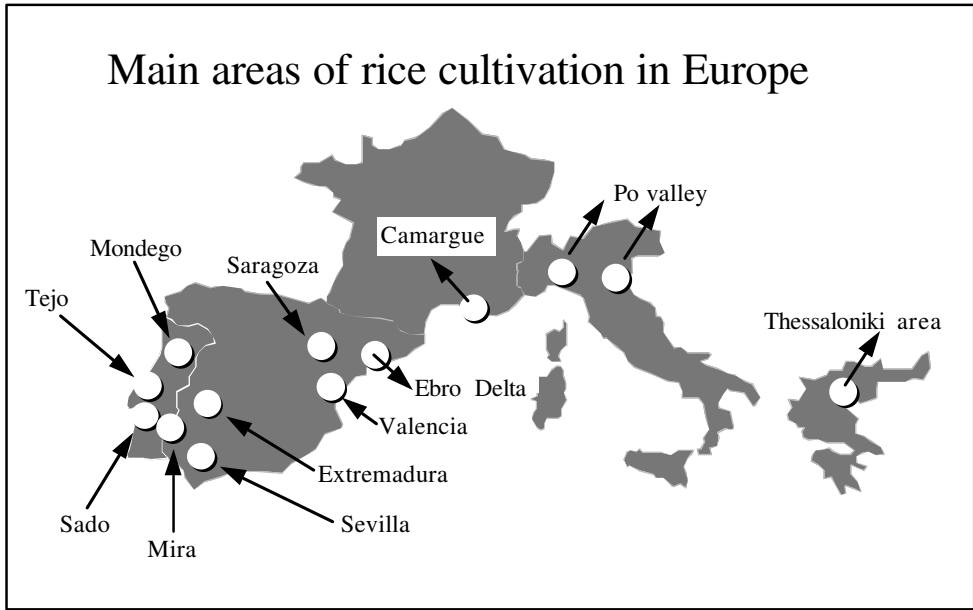 Main areas of rice cultivation in Europe
Po valley
Camargue
Mondego
Saragoza
Tejo
Thessaloniki area
Ebro Delta
Valencia
Extremadura
Sado
Sevilla
Mira